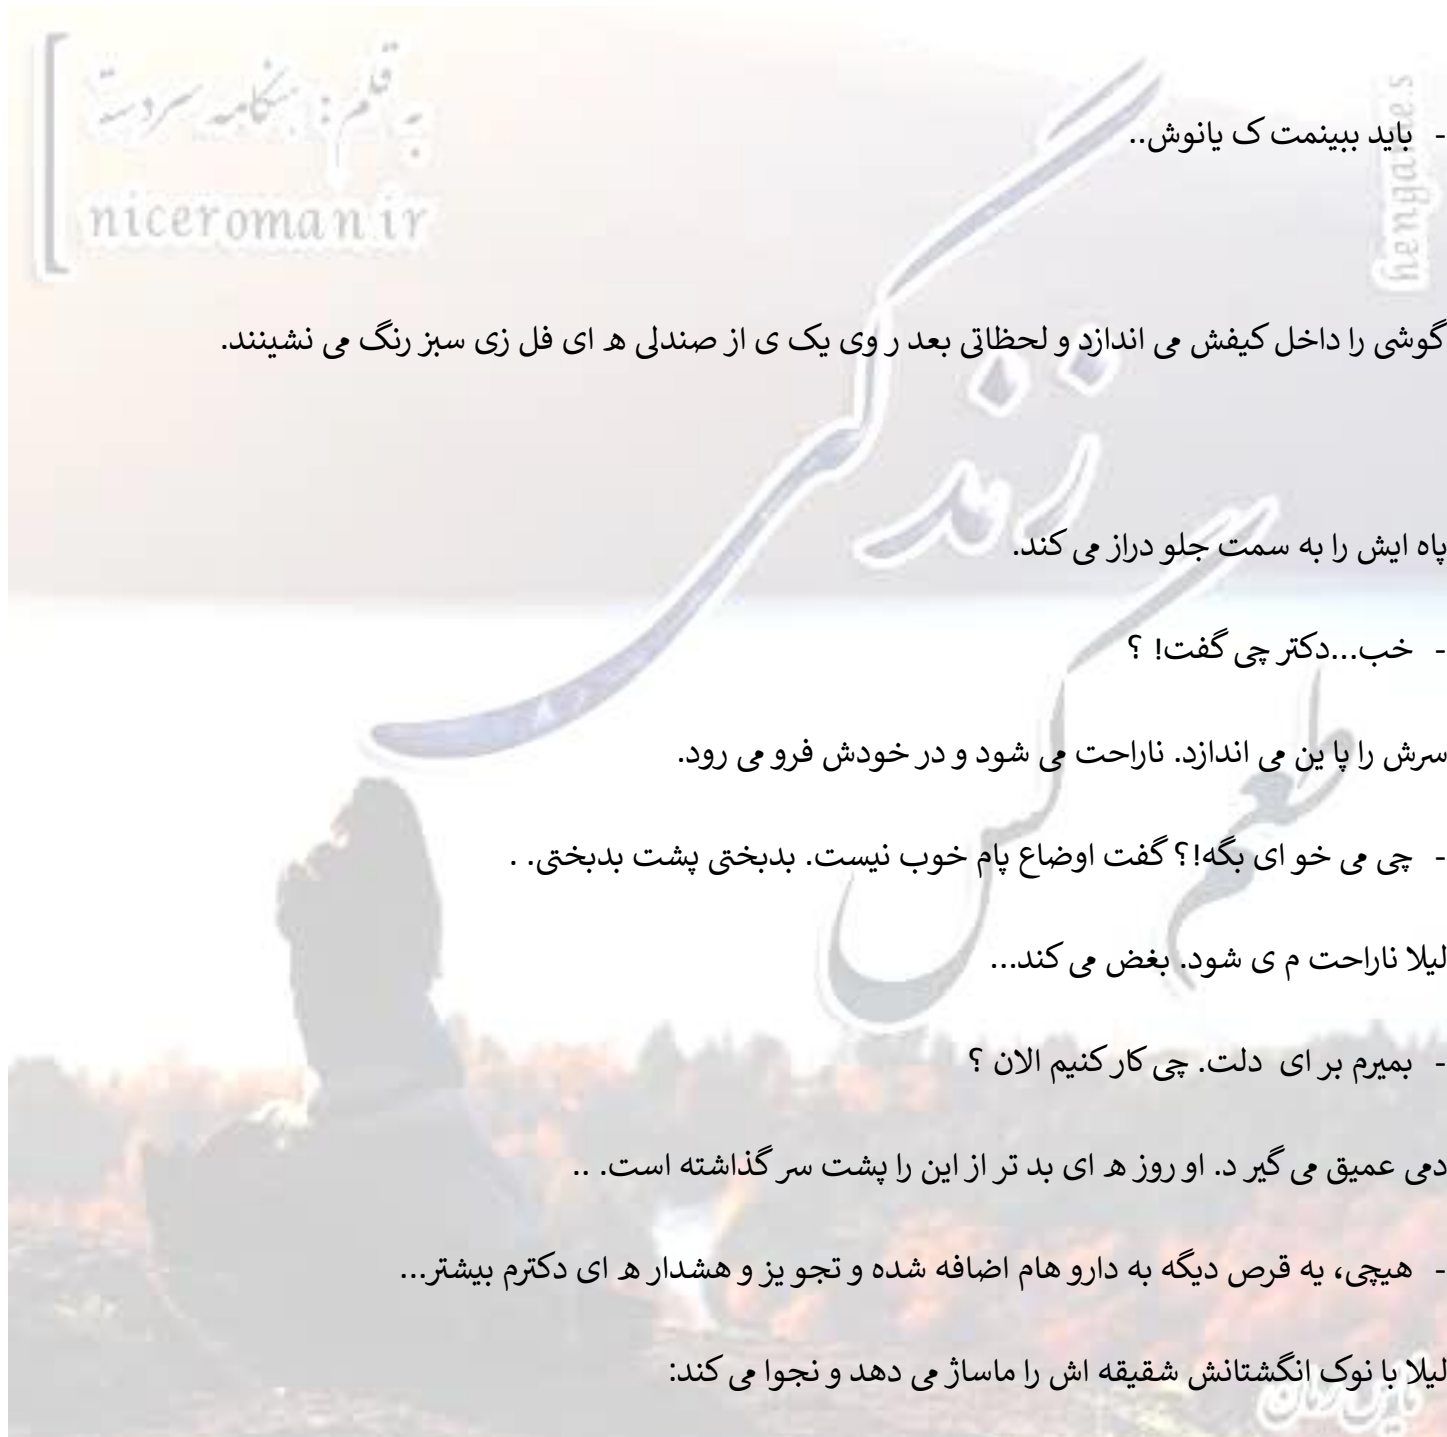 به قلم : هنگامه سردسته
niceroman.ir
hengame.s
- باید ببینمت ک یانوش..
گوشی را داخل کیفش می اندازد و لحظاتی بعد ر وی یک ی از صندلی ه ای فل زی سبز رنگ می نشینند.
زندگی
پاه ایش را به سمت جلو دراز می کند.
- خب...دکتر چی گفت! ؟
سرش را پا ین می اندازد. ناراحت می شود و در خودش فرو می رود.
طعم گس
- چی می خو ای بگه!؟ گفت اوضاع پام خوب نیست. بدبختی پشت بدبختی. .
لیلا ناراحت م ی شود. بغض می کند...
- بمیرم بر ای دلت. چی کار کنیم الان ؟
دمی عمیق می گیر د. او روز ه ای بد تر از این را پشت سر گذاشته است. ..
- هیچی، یه قرص دیگه به دارو هام اضافه شده و تجو یز و هشدار ه ای دکترم بیشتر...
لیلا با نوک انگشتانش شقیقه اش را ماساژ می دهد و نجوا می کند:
نایس رمان